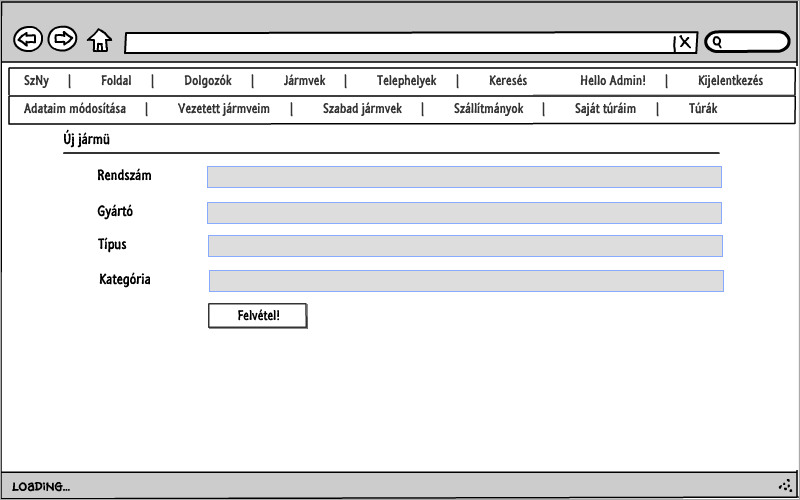 SzNy | Foldal | Dolgozók | Jármvek | Telephelyek | Keresés Hello Admin! | Kijelentkezés
Adataim módosítása | Vezetett jármveim | Szabad jármvek | Szállítmányok | Saját túráim | Túrák
Új jármü
Rendszám
Gyártó
Típus
Kategória
Felvétel!
LOADING...